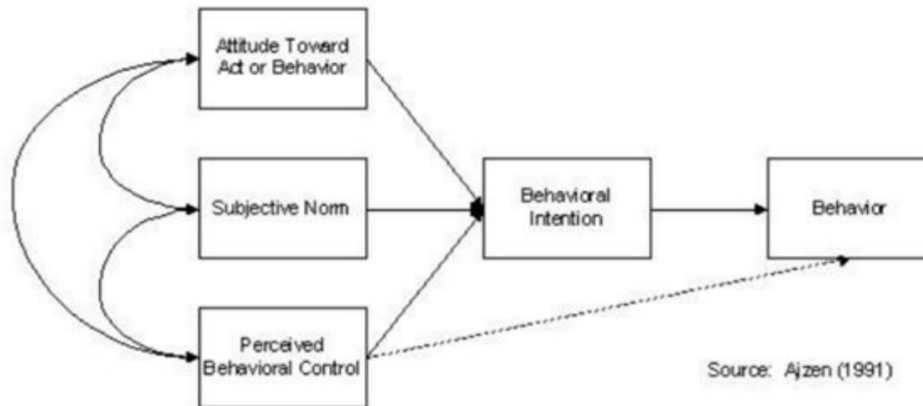 Attitude Toward
Act or Behavior
Subjective Norm
Behavioral
Intention
Behavior
Perceived
Behavioral Control
Source: Ajzen (1991)